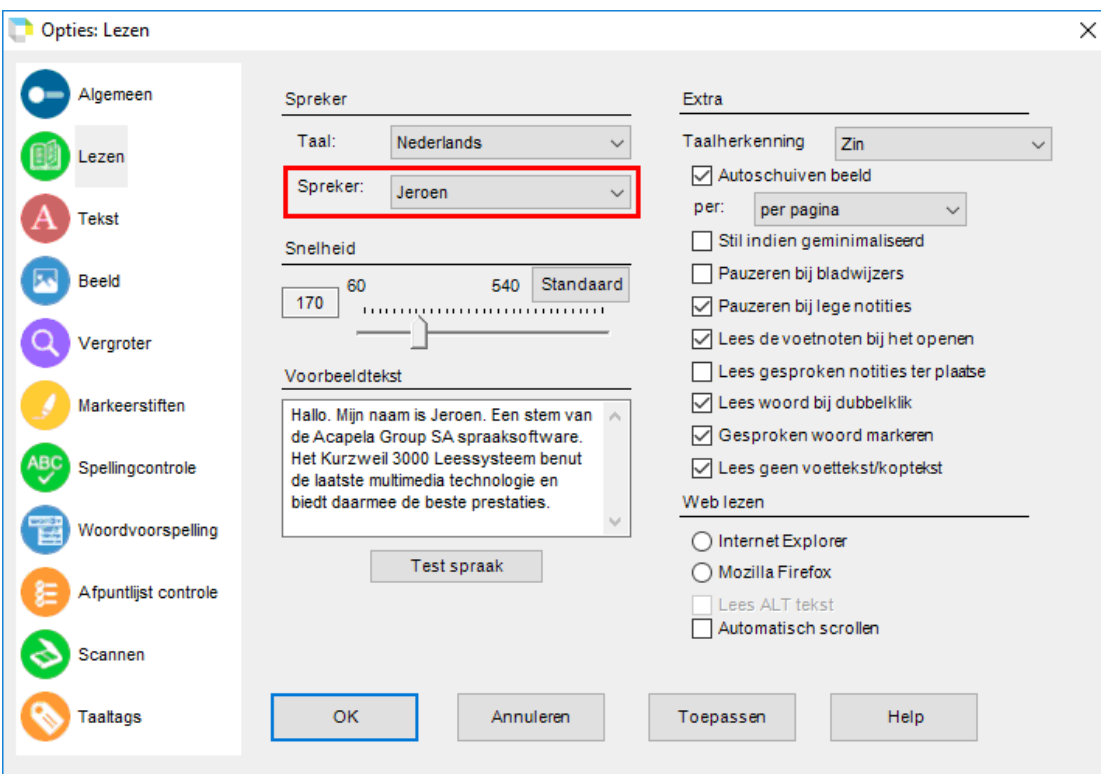 Opties: Lezen
Algemeen
Lezen
Tekst
Beeld
Vergroter
Markeerstiften
ABC
Spellingcontrole
Woordvoorspelling
Afpuntlijst controle
Scannen
Taaltags
Spreker
Taal: Nederlands
Spreker: Jeroen
Snelheid
170
60 540 Standaard
Voorbeeldtekst
Hallo. Mijn naam is Jeroen. Een stem van
de Acapela Group SA spraaksoftware.
Het Kurzweil 3000 Leessysteem benut
de laatste multimedia technologie en
biedt daarmee de beste prestaties.
Test spraak
Extra
Taalherkenning Zin
Autoschuiven beeld
per: per pagina
Stil indien geminimaliseerd
Pauzeren bij bladwijzers
Pauzeren bij lege notities
Lees de voetnoten bij het openen
Lees gesproken notities ter plaatse
Lees woord bij dubbelklik
Gesproken woord markeren
Lees geen voettekst/koptekst
Web lezen
Internet Explorer
Mozilla Firefox
Lees ALT tekst
Automatisch scrollen
OK Annuleren Toepassen Help